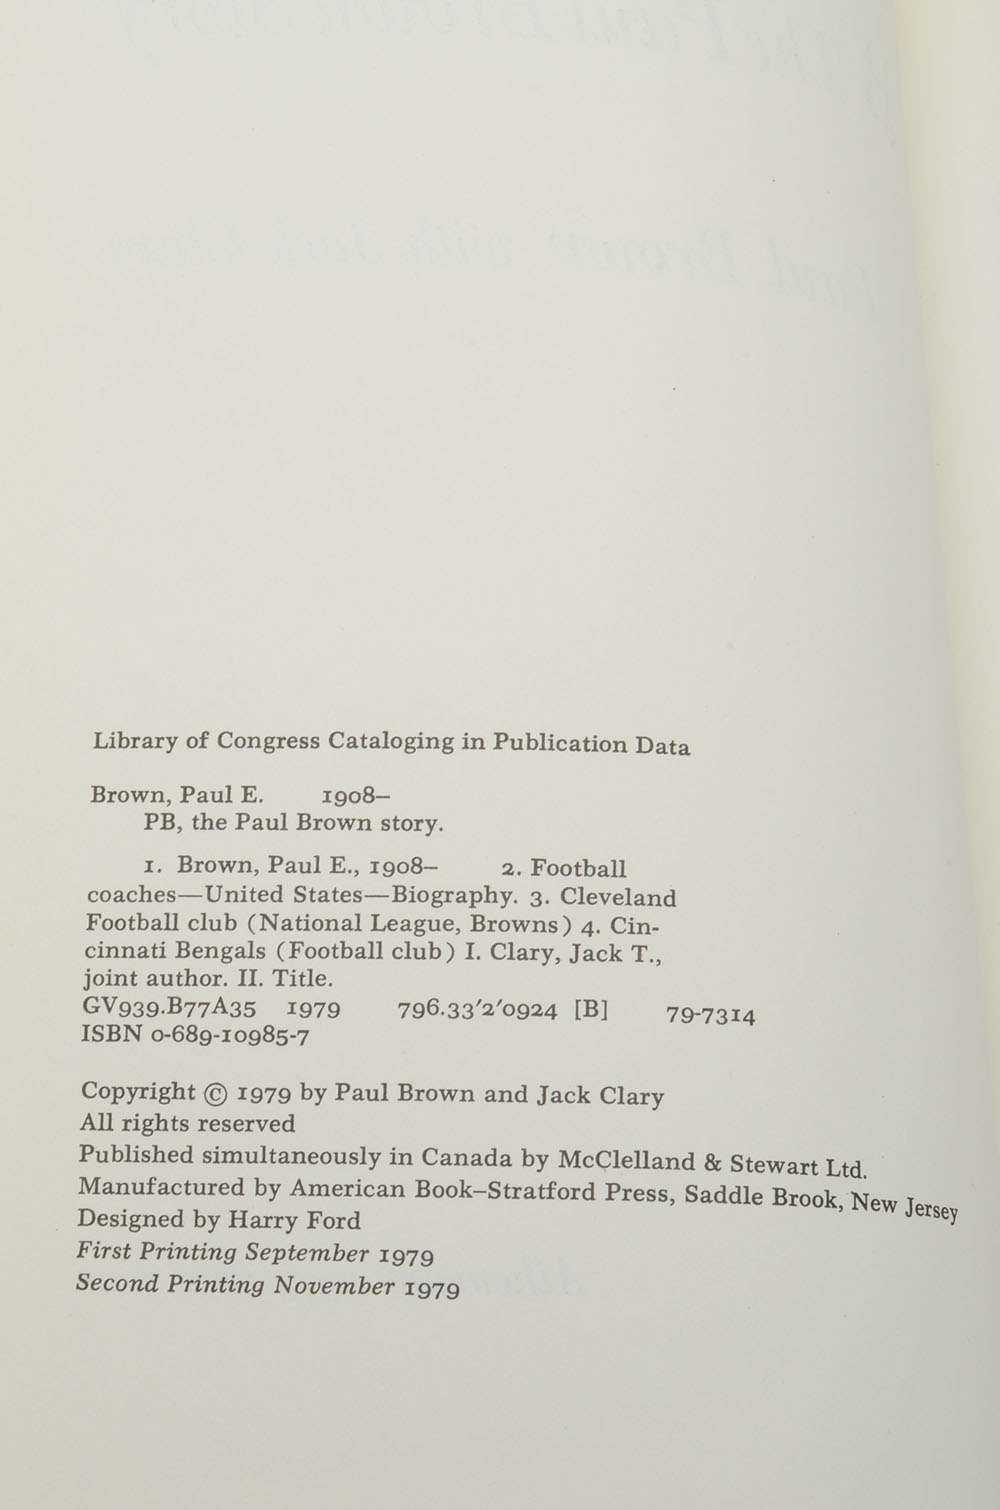 Library of Congress Cataloging in Publication Data
Brown, Paul E. 1908–
PB, the Paul Brown story.
1. Brown, Paul E., 1908– 2. Football
coaches—United States—Biography. 3. Cleveland
Football club (National League, Browns) 4. Cin-
cinnati Bengals (Football club) I. Clary, Jack T.,
joint author. II. Title.
GV939.B77A35 1979 796.33'2'0924 [B] 79-7314
ISBN 0-689-10985-7
Copyright © 1979 by Paul Brown and Jack Clary
All rights reserved
Published simultaneously in Canada by McClelland & Stewart Ltd.
Manufactured by American Book–Stratford Press, Saddle Brook, New Jersey
Designed by Harry Ford
First Printing September 1979
Second Printing November 1979